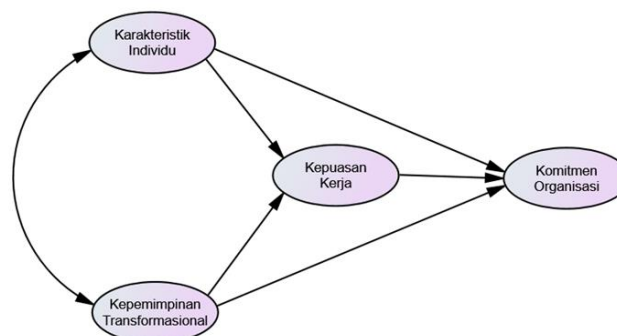 Karakteristik
Individu
Kepuasan
Kerja
Komitmen
Organisasi
Kepemimpinan
Transformasional